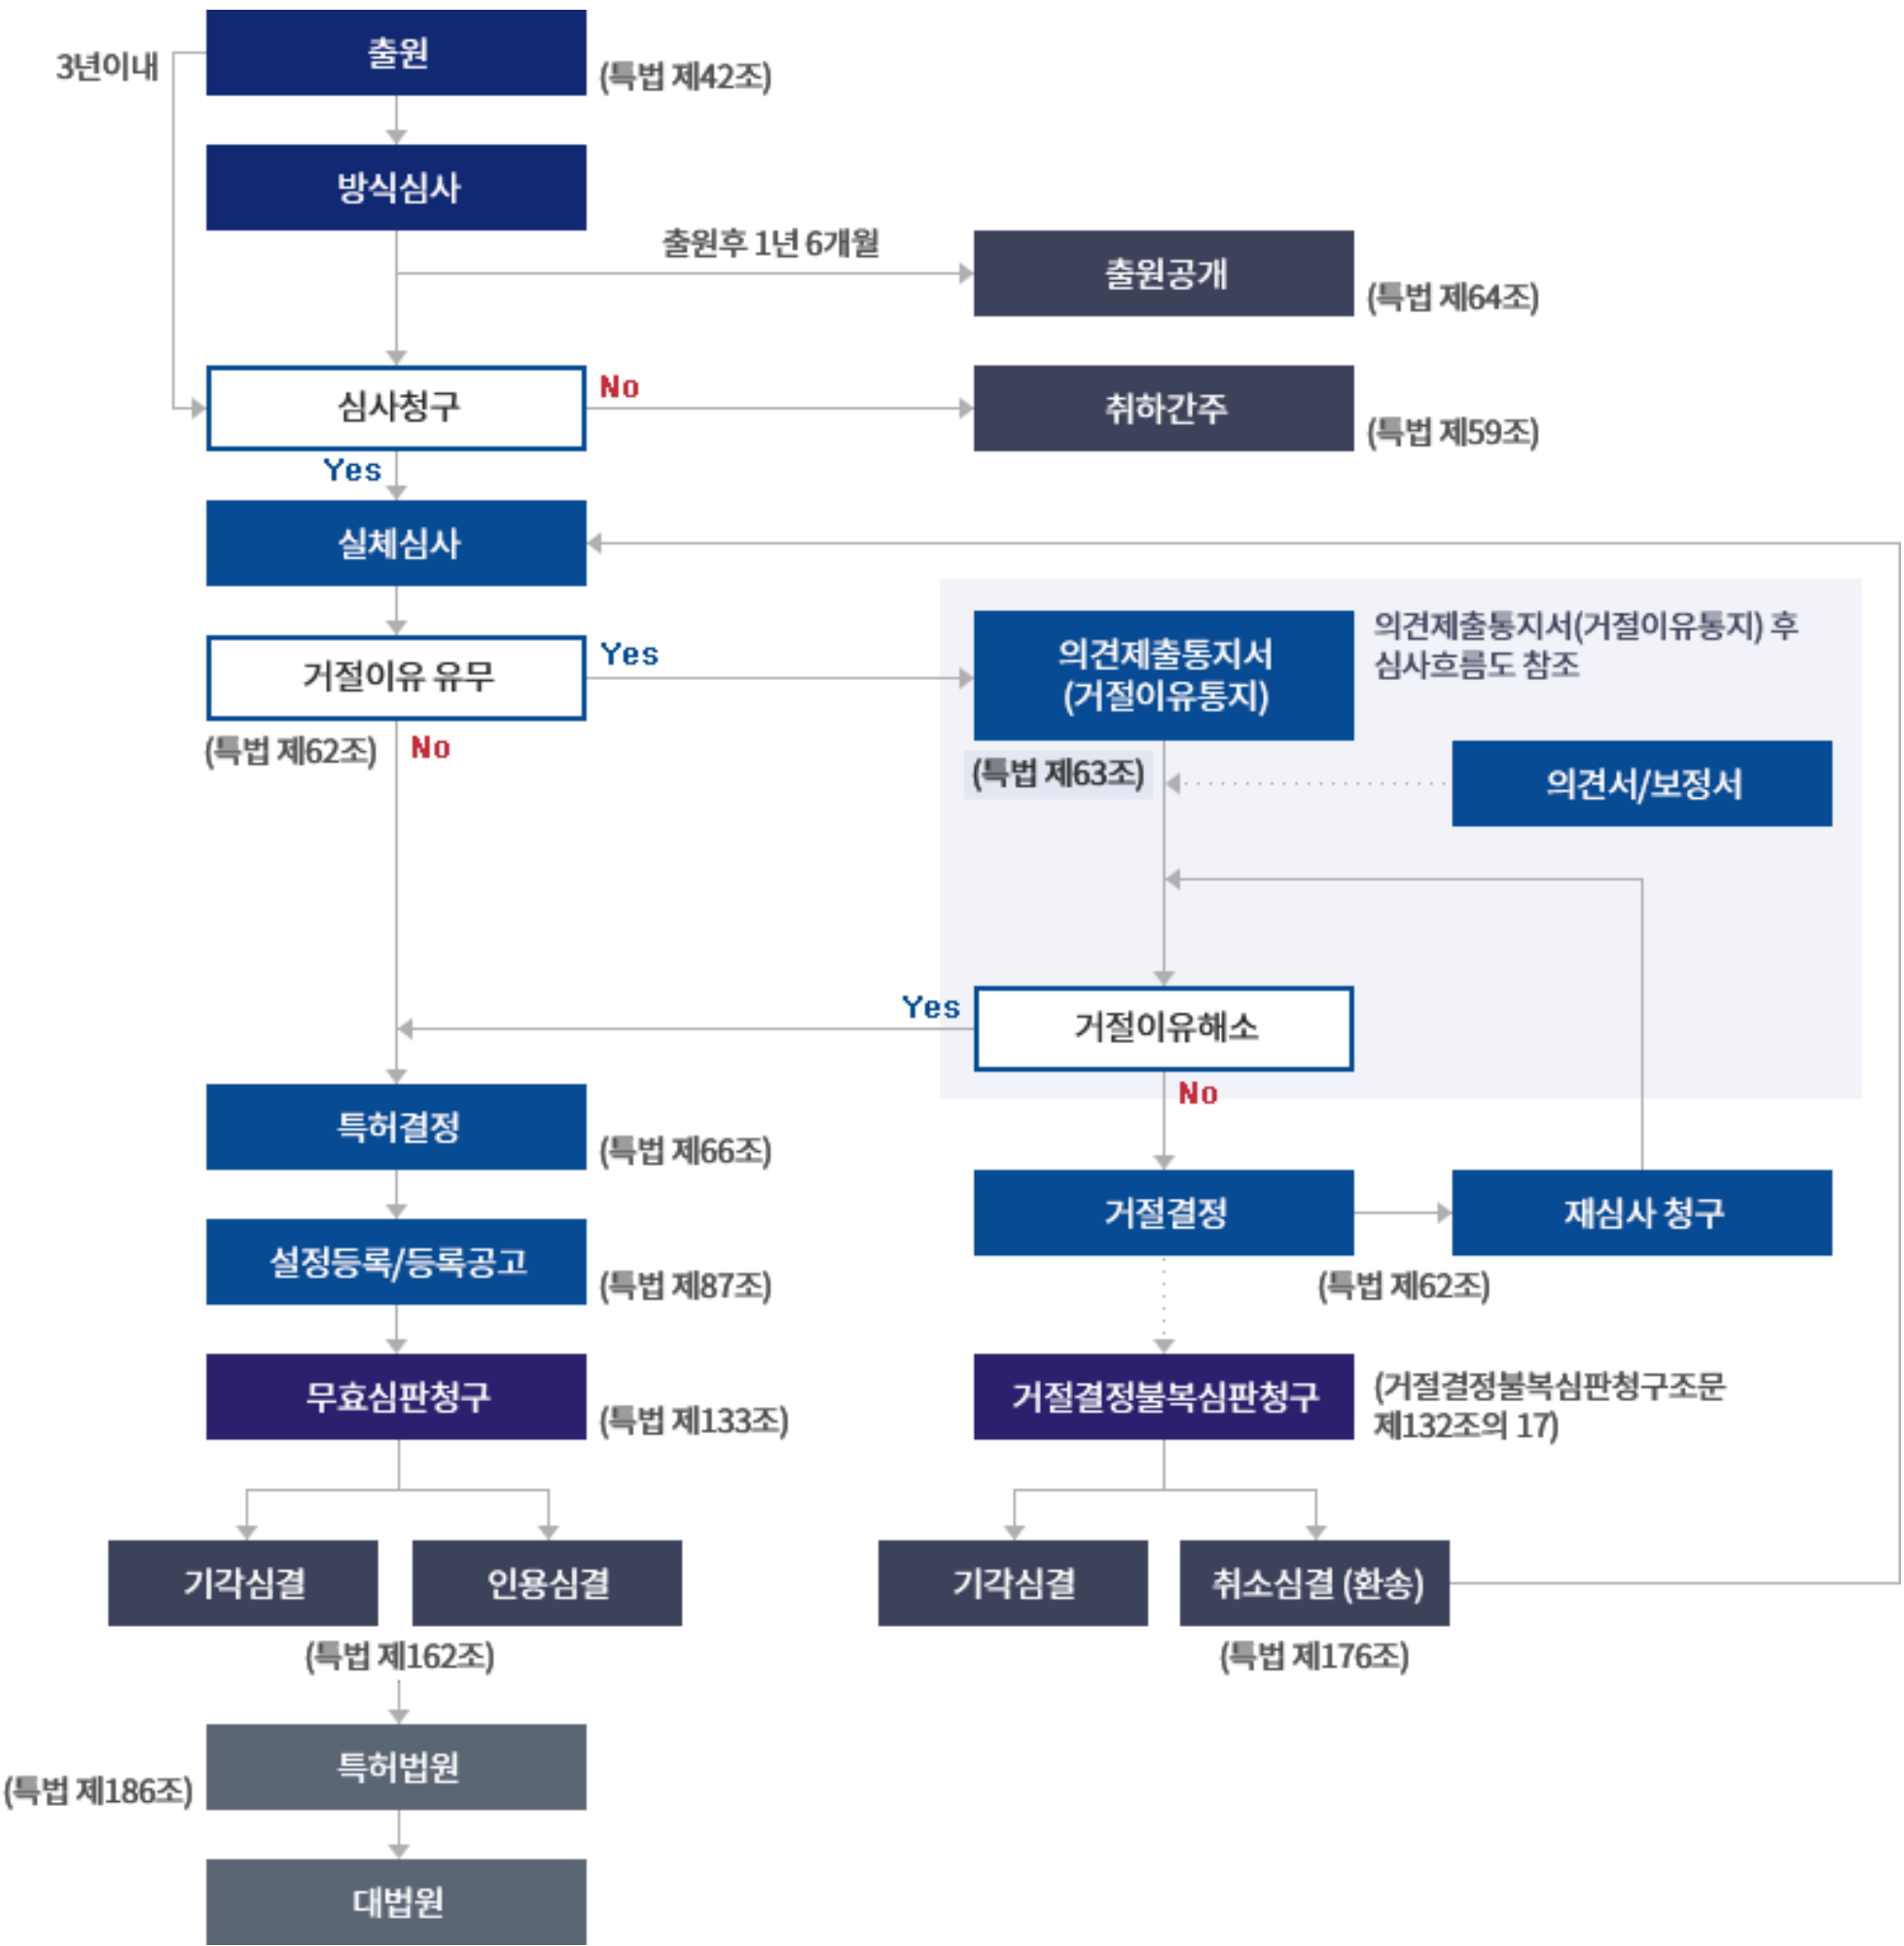 3년이내
출원
(특법 제42조)
방식심사
출원후 1년 6개월
출원공개
(특법 제64조)
심사청구
No
취하간주
(특법 제59조)
Yes
실체심사
거절이유 유무
Yes
의견제출통지서
(거절이유통지)
의견제출통지서(거절이유통지) 후
심사흐름도 참조
(특법 제62조)
No
(특법 제63조)
의견서/보정서
Yes
거절이유해소
No
특허결정
(특법 제66조)
거절결정
재심사 청구
(특법 제62조)
설정등록/등록공고
(특법 제87조)
무효심판청구
(특법 제133조)
거절결정불복심판청구
(거절결정불복심판청구조문
제132조의 17)
기각심결
인용심결
기각심결
취소심결 (환송)
(특법 제162조)
(특법 제176조)
특허법원
(특법 제186조)
대법원